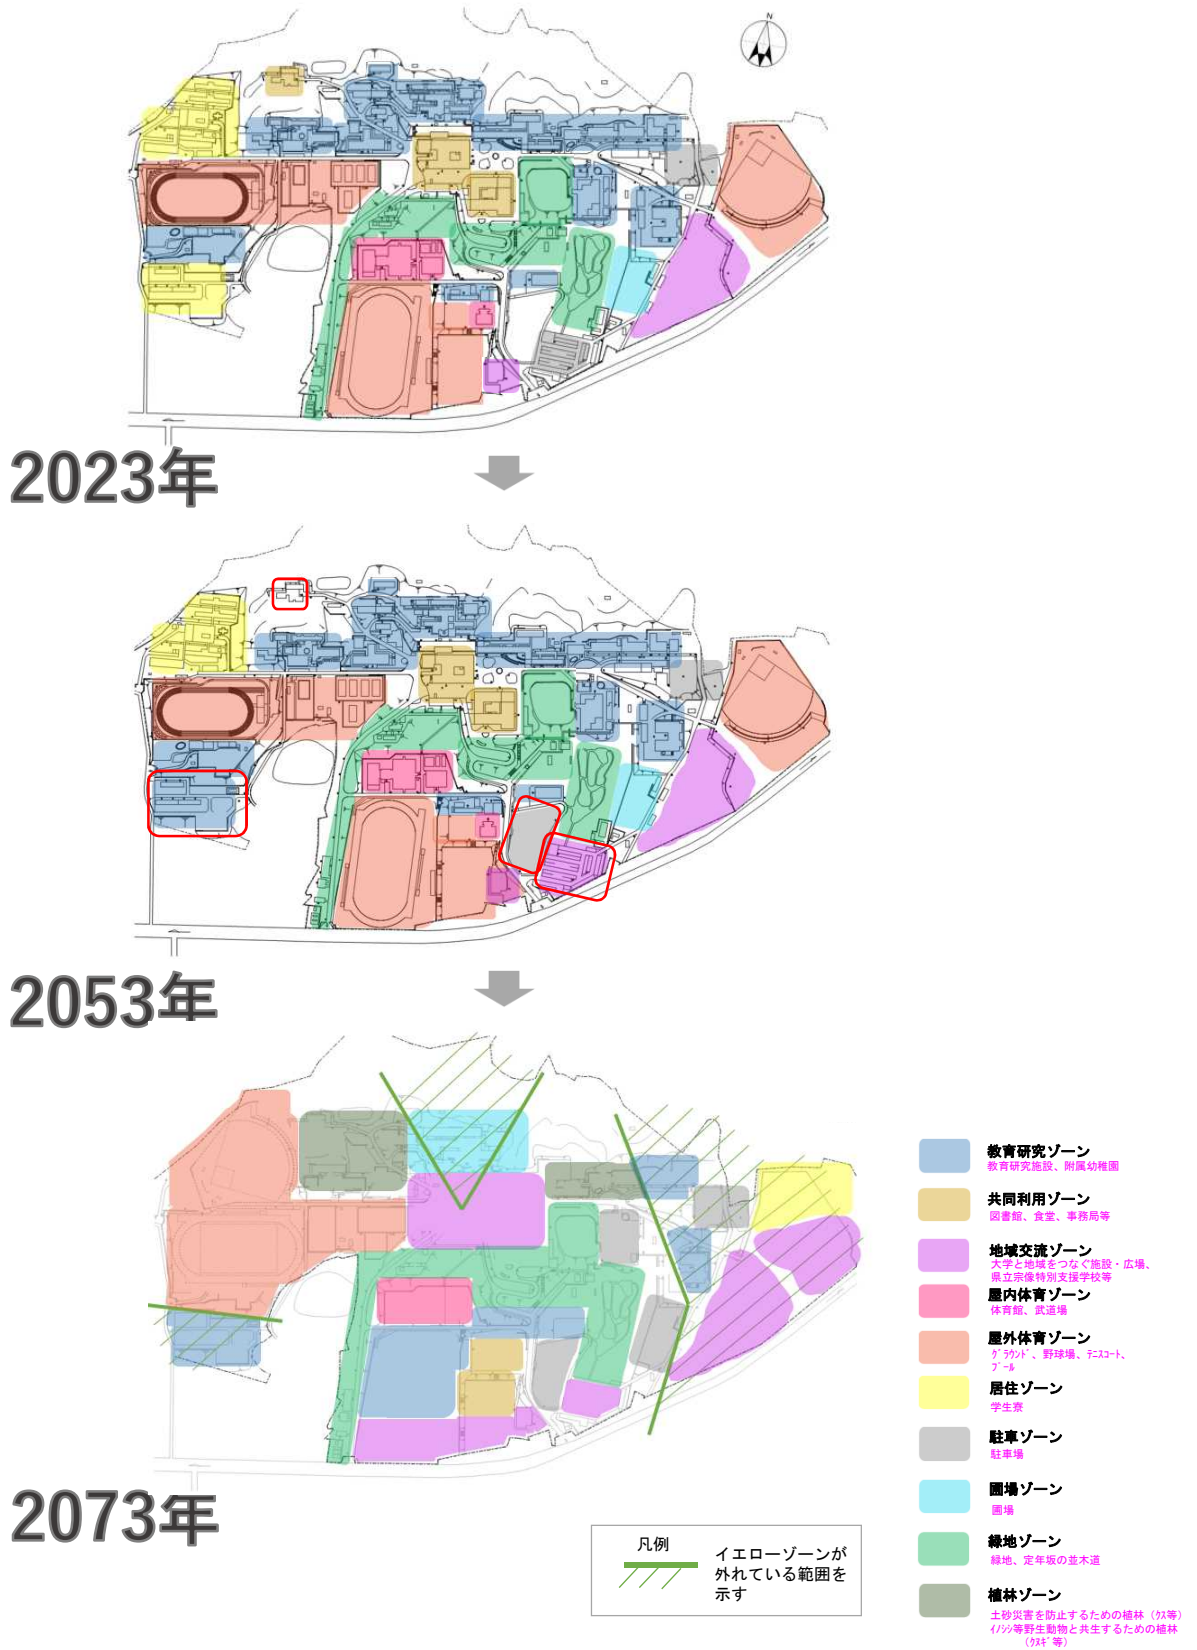 N
2023年
2053年
2073年
教育研究ゾーン
教育研究施設、附属幼稚園
共同利用ゾーン
図書館、食堂、事務局等
地域交流ゾーン
大学と地域をつなぐ施設・広場、
県立宗像特別支援学校等
屋内体育ゾーン
体育館、武道場
屋外体育ゾーン
ｸﾞﾗｳﾝﾄﾞ、野球場、ﾃﾆｽｺｰﾄ、
ﾌﾟｰﾙ
居住ゾーン
学生寮
駐車ゾーン
駐車場
圃場ゾーン
圃場
緑地ゾーン
緑地、定年坂の並木道
植林ゾーン
土砂災害を防止するための植林（ｸｽ等）
ｲﾉｼｼ等野生動物と共生するための植林
（ｸﾇｷﾞ等）
凡例
イエローゾーンが
外れている範囲を
示す